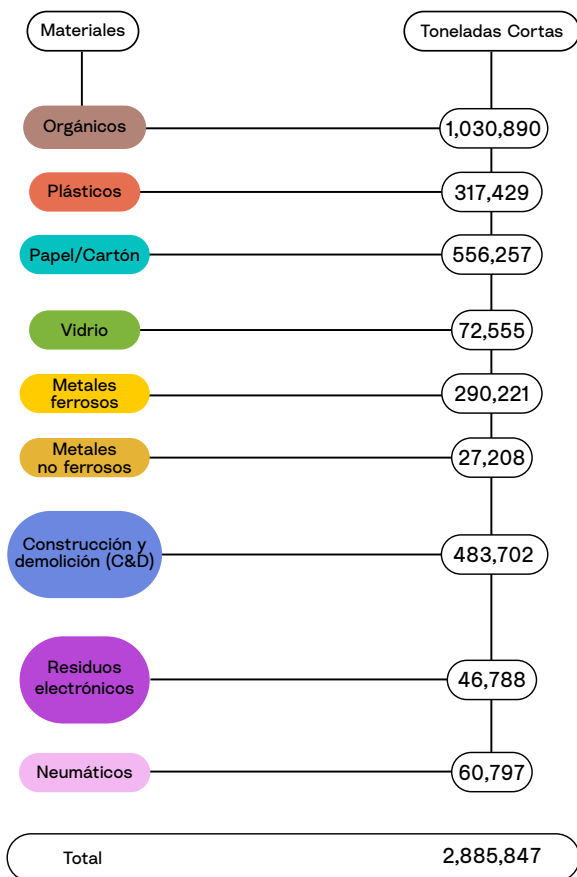 Materiales Toneladas Cortas
Orgánicos 1,030,890
Plásticos 317,429
Papel/Cartón 556,257
Vidrio 72,555
Metales
ferrosos 290,221
Metales
no ferrosos 27,208
Construcción y
demolición (C&D) 483,702
Residuos
electrónicos 46,788
Neumáticos 60,797
Total 2,885,847